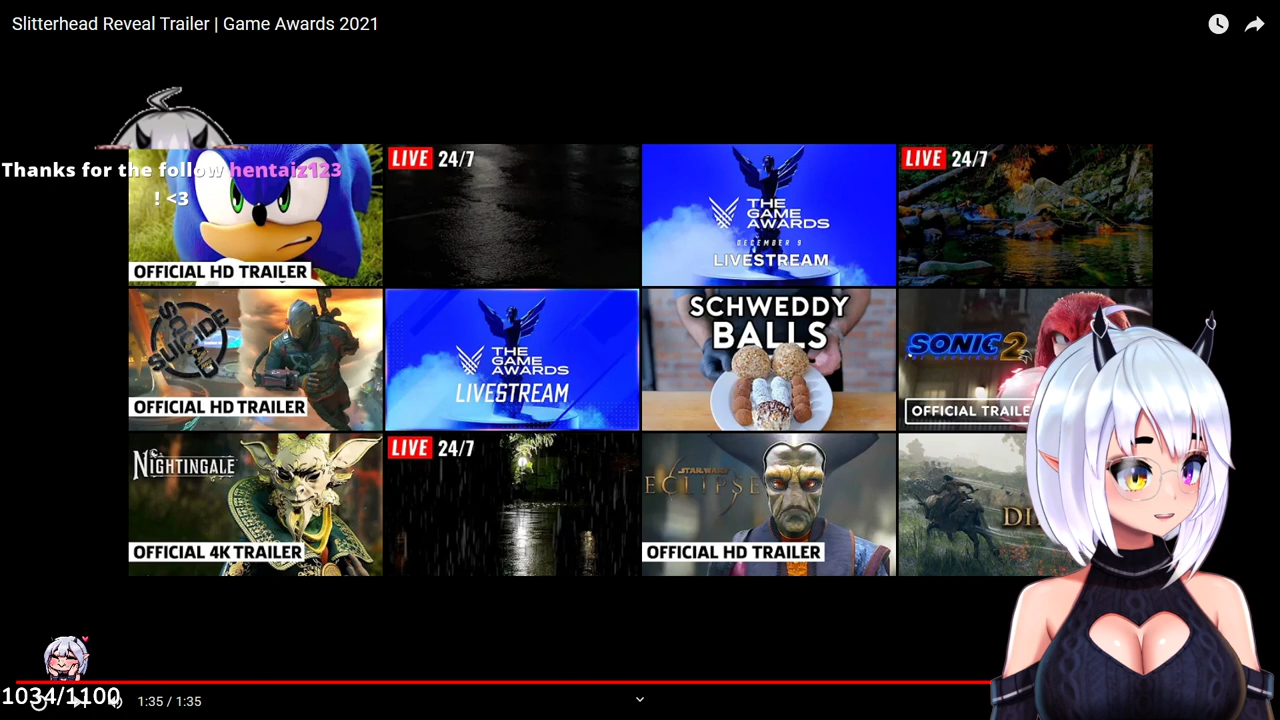 Slitterhead Reveal Trailer | Game Awards 2021
Thanks for the follow hentaiz123
! <3
OFFICIAL HD TRAILER
LIVE 24/7
THE
GAME
AWARDS
DECEMBER 9
LIVESTREAM
LIVE 24/7
SUICIDE
SQUAD
OFFICIAL HD TRAILER
THE
GAME
AWARDS
LIVESTREAM
SCHWEDDY
BALLS
SONIC 2
OFFICIAL TRAILE
NIGHTINGALE
OFFICIAL 4K TRAILER
LIVE 24/7
STAR WARS
ECLIPSE
OFFICIAL HD TRAILER
DI
1034/1100
1:35 / 1:35